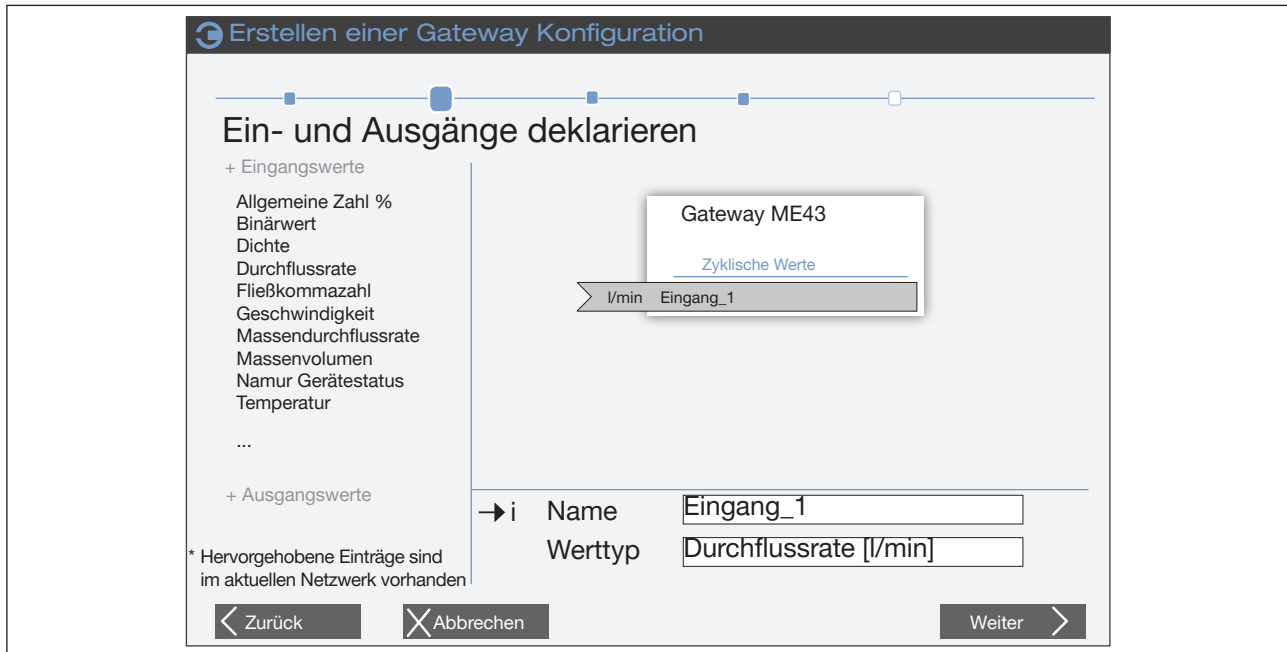 Erstellen einer Gateway Konfiguration
Ein- und Ausgänge deklarieren
+ Eingangswerte
Allgemeine Zahl %
Binärwert
Dichte
Durchflussrate
Fließkommazahl
Geschwindigkeit
Massendurchflussrate
Massenvolumen
Namur Gerätestatus
Temperatur
...
+ Ausgangswerte
* Hervorgehobene Einträge sind
im aktuellen Netzwerk vorhanden
Gateway ME43
Zyklische Werte
l/min Eingang_1
i Name Eingang_1
Werttyp Durchflussrate [l/min]
Zurück
Abbrechen
Weiter